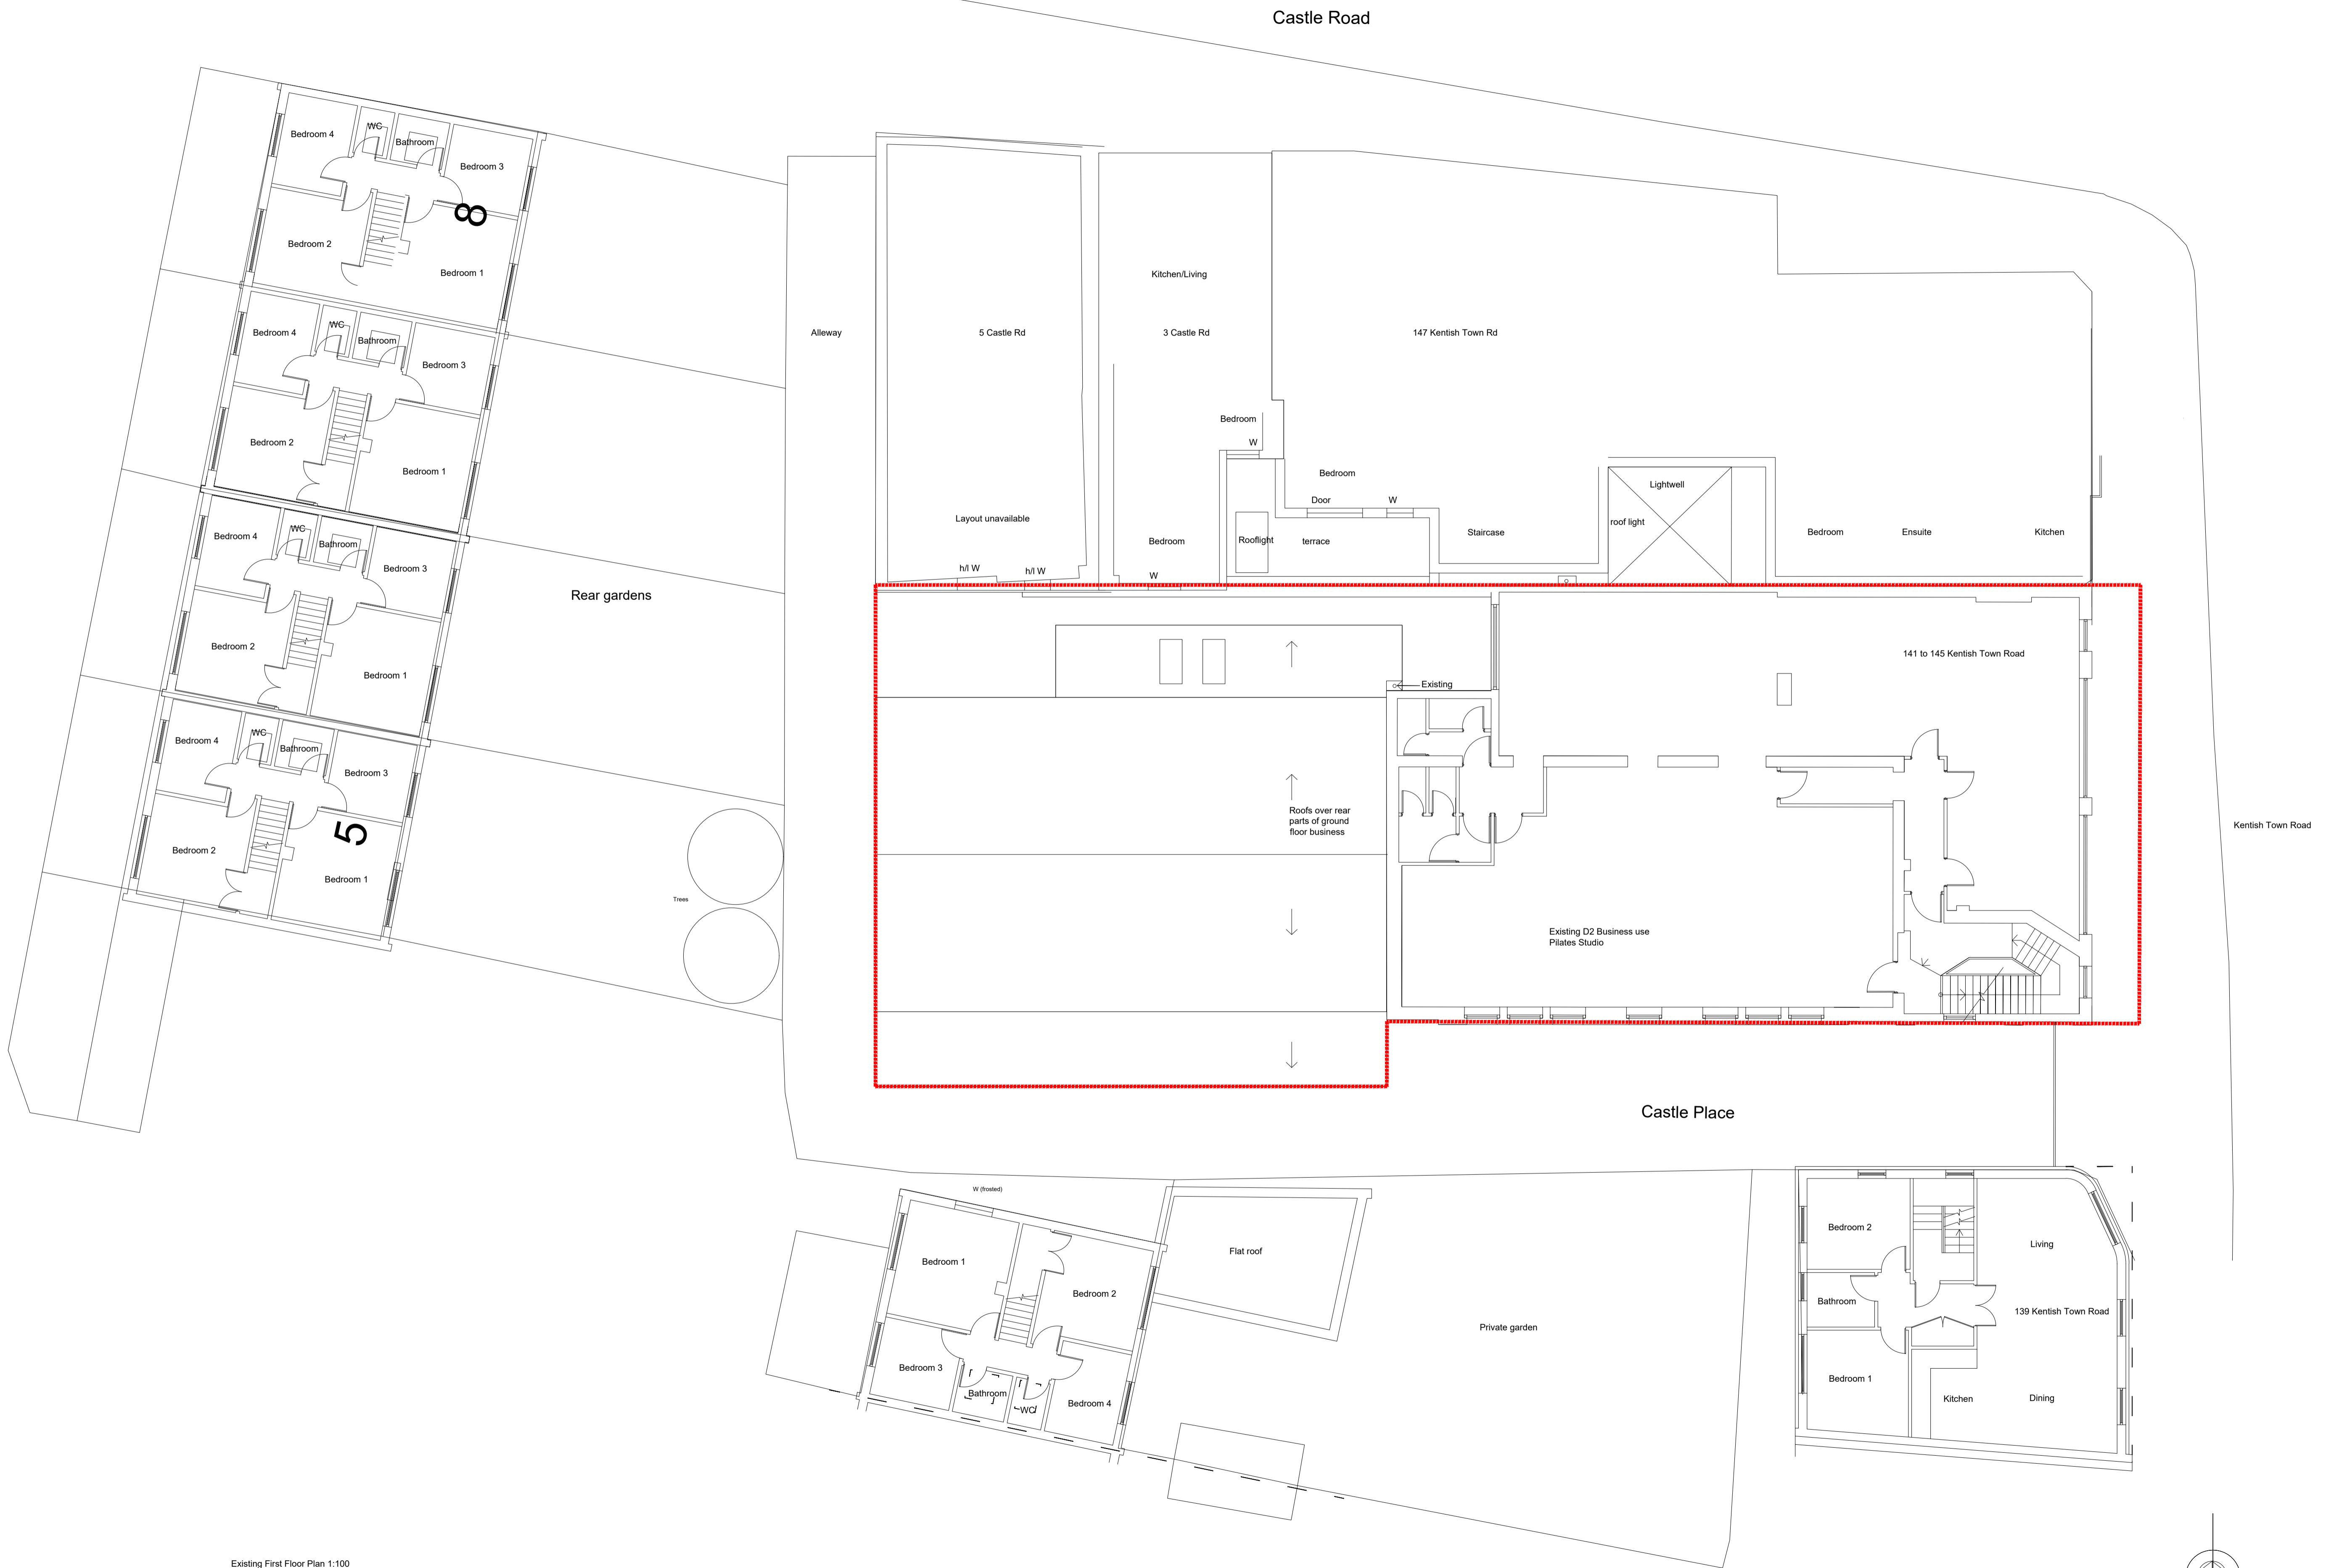 Castle Road
Bedroom 4
WC
Bathroom
Bedroom 3
8
Bedroom 2
Bedroom 1
Bedroom 4
WC
Bathroom
Bedroom 3
Bedroom 2
Bedroom 1
Bedroom 4
WC
Bathroom
Bedroom 3
Bedroom 2
Bedroom 1
Bedroom 4
WC
Bathroom
Bedroom 3
5
Bedroom 2
Bedroom 1
Rear gardens
Trees
Alleway
5 Castle Rd
Layout unavailable
h/l W
h/l W
Kitchen/Living
3 Castle Rd
Bedroom
W
Bedroom
W
Rooflight
terrace
147 Kentish Town Rd
Bedroom
Door
W
Staircase
Lightwell
roof light
Bedroom
Ensuite
Kitchen
141 to 145 Kentish Town Road
Existing
Roofs over rear
parts of ground
floor business
Existing D2 Business use
Pilates Studio
Kentish Town Road
Castle Place
W (frosted)
Bedroom 1
Bedroom 2
Bedroom 3
Bathroom
WC
Bedroom 4
Flat roof
Private garden
Bedroom 2
Living
Bathroom
139 Kentish Town Road
Bedroom 1
Kitchen
Dining
Existing First Floor Plan 1:100